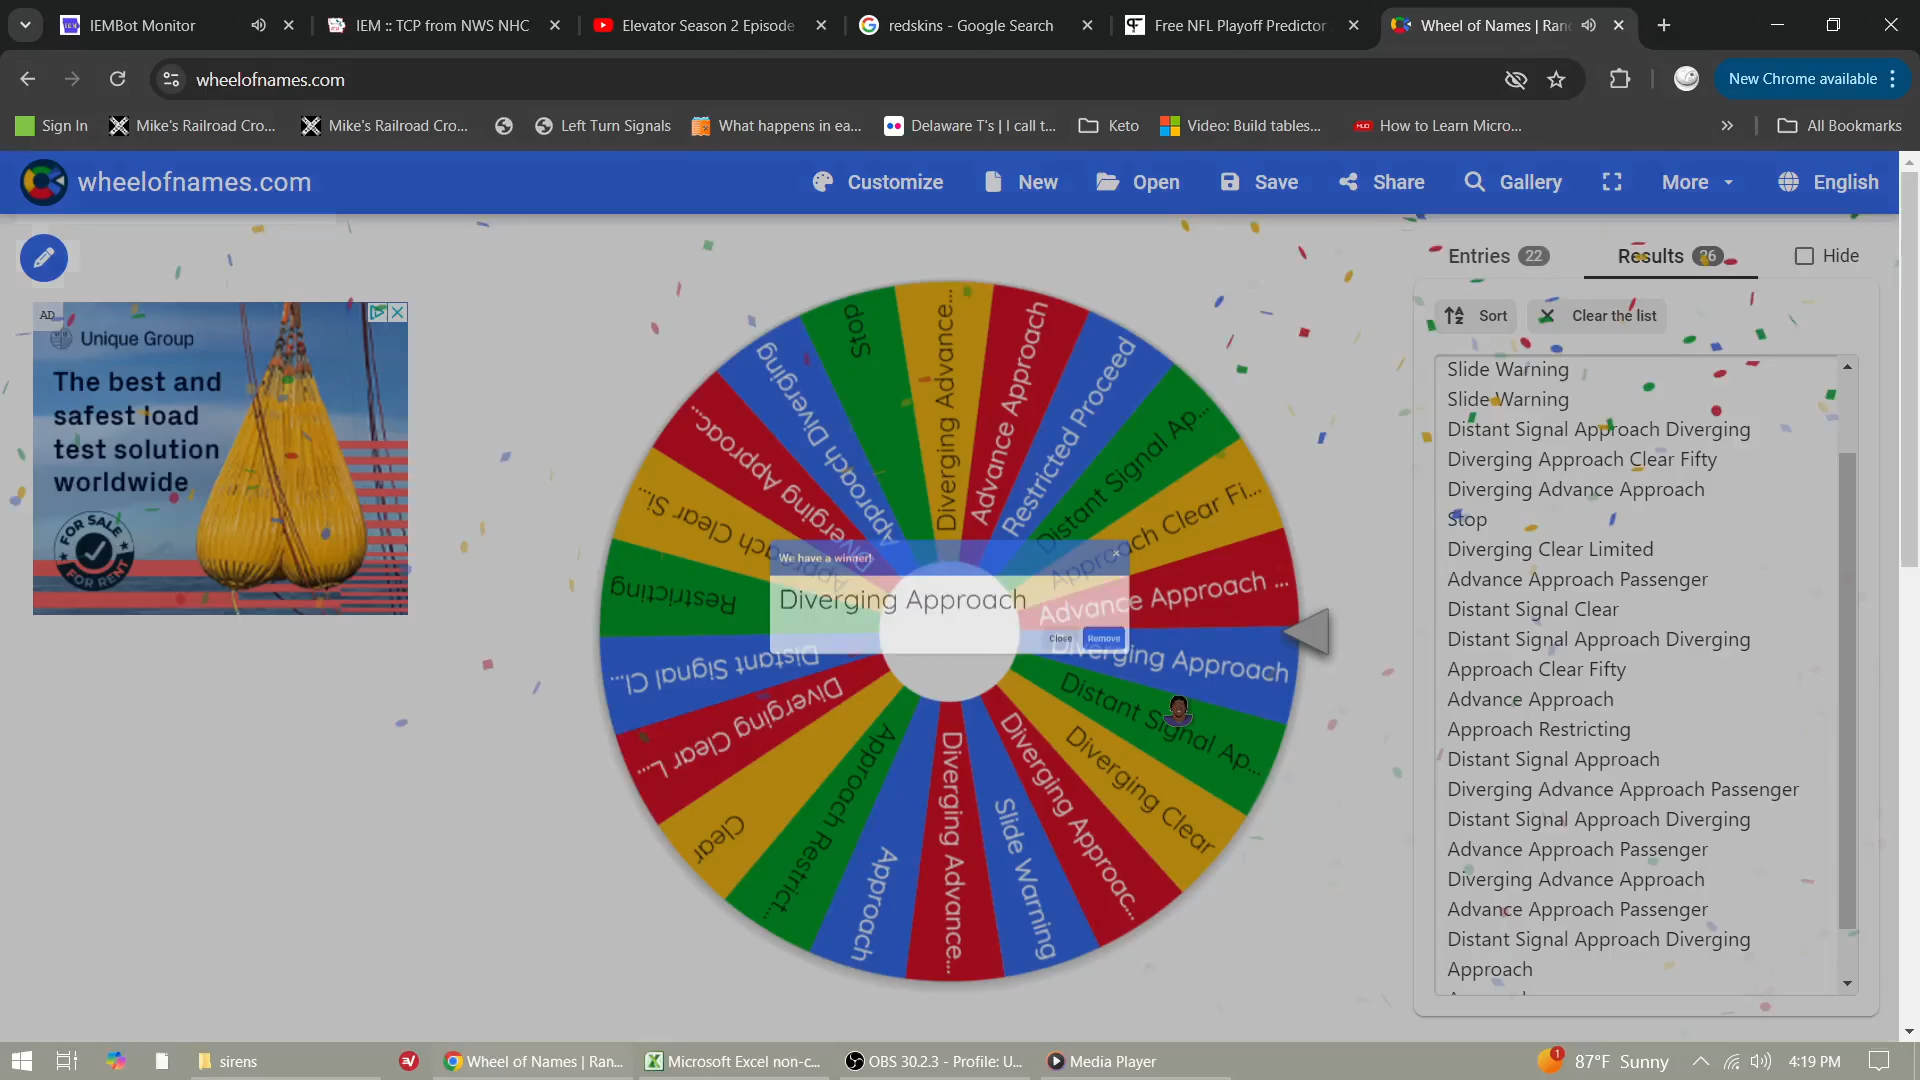 IEMBot Monitor
IEM :: TCP from NWS NHC
Elevator Season 2 Episode
redskins - Google Search
Free NFL Playoff Predictor
Wheel of Names | Ran
wheelofnames.com
New Chrome available
Sign In
Mike's Railroad Cro...
Mike's Railroad Cro...
Left Turn Signals
What happens in ea...
Delaware T's | I call t...
Keto
Video: Build tables...
How to Learn Micro...
All Bookmarks
wheelofnames.com
Customize
New
Open
Save
Share
Gallery
More
English
Entries 22
Results 26
Hide
Sort
Clear the list
AD
Unique Group
The best and
safest load
test solution
worldwide
FOR SALE
FOR RENT
Stop
Diverging Advance...
Advance Approach
Restricted Proceed
Distant Signal Ap...
Approach Clear Fi...
Advance Approach ...
Diverging Approach
Distant Signal Ap...
Diverging Clear
Diverging Approac...
Slide Warning
Diverging Advance...
Approach
Approach Restrict...
Clear
Diverging Clear L...
Distant Signal Cl...
Restricting
Approach Clear Si...
Diverging Approac...
Approach Diverging
We have a winner!
Diverging Approach
Close
Remove
Slide Warning
Slide Warning
Distant Signal Approach Diverging
Diverging Approach Clear Fifty
Diverging Advance Approach
Stop
Diverging Clear Limited
Advance Approach Passenger
Distant Signal Clear
Distant Signal Approach Diverging
Approach Clear Fifty
Advance Approach
Approach Restricting
Distant Signal Approach
Diverging Advance Approach Passenger
Distant Signal Approach Diverging
Advance Approach Passenger
Diverging Advance Approach
Advance Approach Passenger
Distant Signal Approach Diverging
Approach
sirens
Wheel of Names | Ran...
Microsoft Excel non-c...
OBS 30.2.3 - Profile: U...
Media Player
1
87°F Sunny
4:19 PM